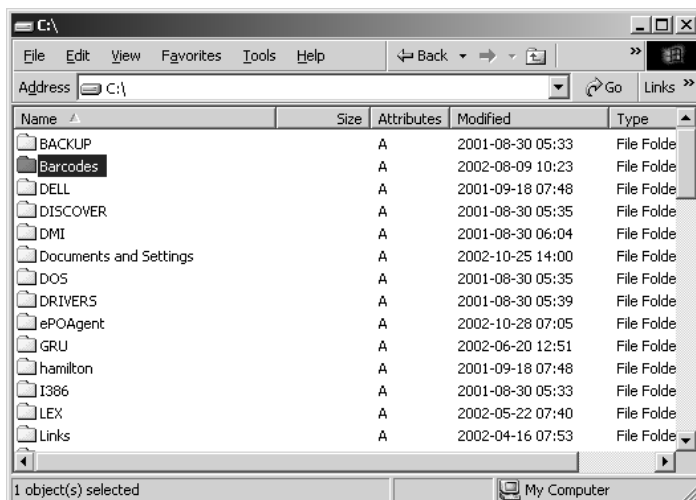 C:\
File Edit View Favorites Tools Help Back »
Address C:\ Go Links »
Name Size Attributes Modified Type
BACKUP A 2001-08-30 05:33 File Folde
Barcodes A 2002-08-09 10:23 File Folde
DELL A 2001-09-18 07:48 File Folde
DISCOVER A 2001-08-30 05:35 File Folde
DMI A 2001-08-30 06:04 File Folde
Documents and Settings A 2002-10-25 14:00 File Folde
DOS A 2001-08-30 05:35 File Folde
DRIVERS A 2001-08-30 05:39 File Folde
ePOAgent A 2002-10-28 07:05 File Folde
GRU A 2002-06-20 12:51 File Folde
hamilton A 2001-09-18 07:48 File Folde
I386 A 2001-08-30 05:33 File Folde
LEX A 2002-05-22 07:40 File Folde
Links A 2002-04-16 07:53 File Folde
1 object(s) selected My Computer